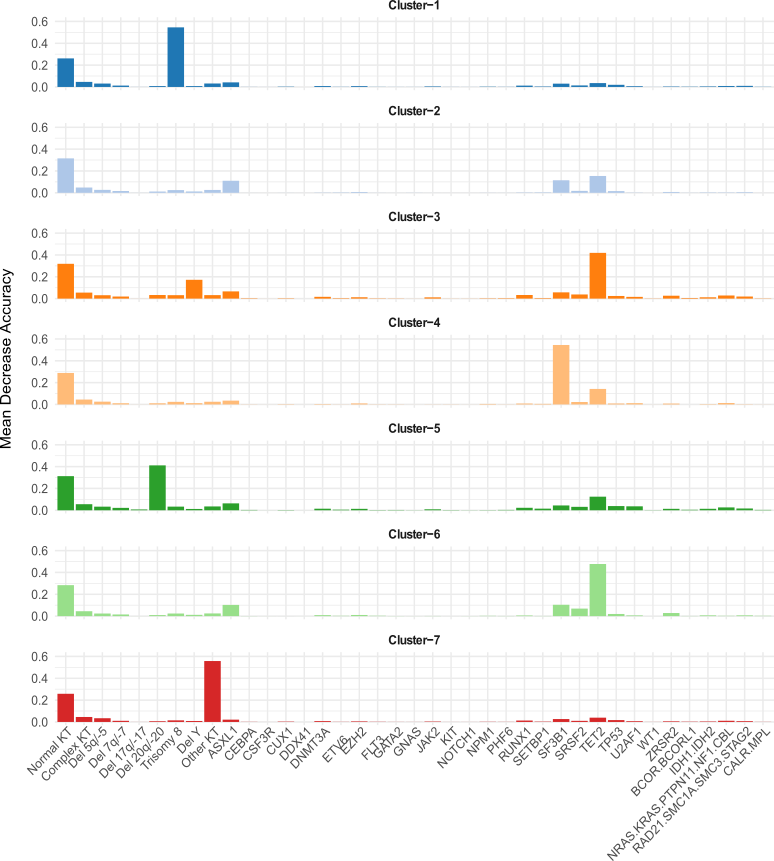 Cluster−1
0.6
0.4
0.2
0.0
Cluster−2
0.6
0.4
0.2
0.0
Cluster−3
0.6
0.4
0.2
0.0
Cluster−4
0.6
0.4
0.2
0.0
Cluster−5
0.6
0.4
0.2
0.0
Cluster−6
0.6
0.4
0.2
0.0
Cluster−7
0.6
0.4
0.2
0.0
Mean Decrease Accuracy
Normal KT
Complex KT
Del 5q/−5
Del 7q/−7
Del 17q/−17
Del 20q/−20
Trisomy 8
Del Y
Other KT
ASXL1
CEBPA
CSF3R
CUX1
DDX41
DNMT3A
ETV6
EZH2
FLT3
GATA2
GNAS
JAK2
KIT
NOTCH1
NPM1
PHF6
RUNX1
SETBP1
SF3B1
SRSF2
TET2
TP53
U2AF1
WT1
ZRSR2
BCOR.BCORL1
IDH1.IDH2
NRAS.KRAS.PTPN11.NF1.CBL
RAD21.SMC1A.SMC3.STAG2
CALR.MPL